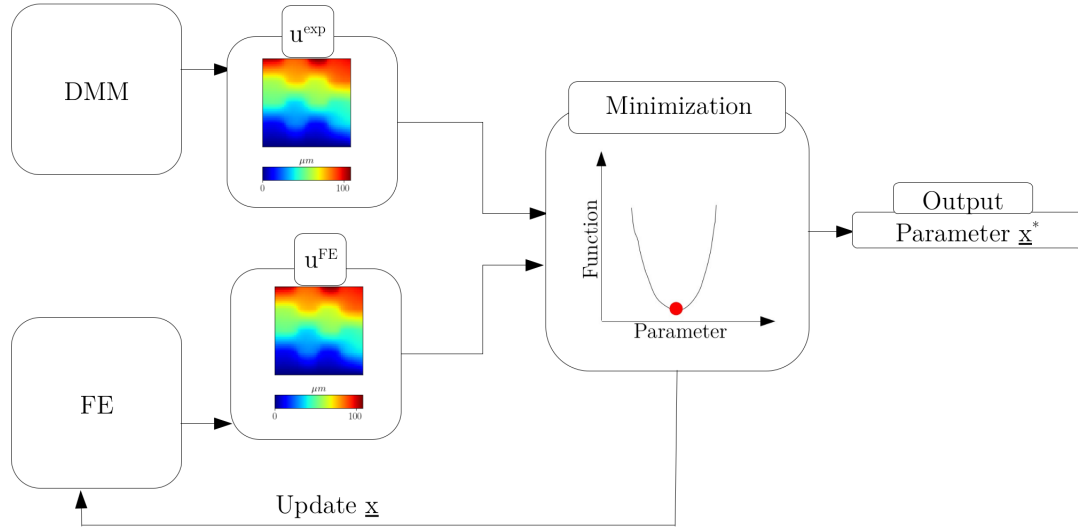 DMM
u^exp
μm
0 100
u^FE
μm
0 100
FE
Minimization
Function
Parameter
Output
Parameter x*
Update x